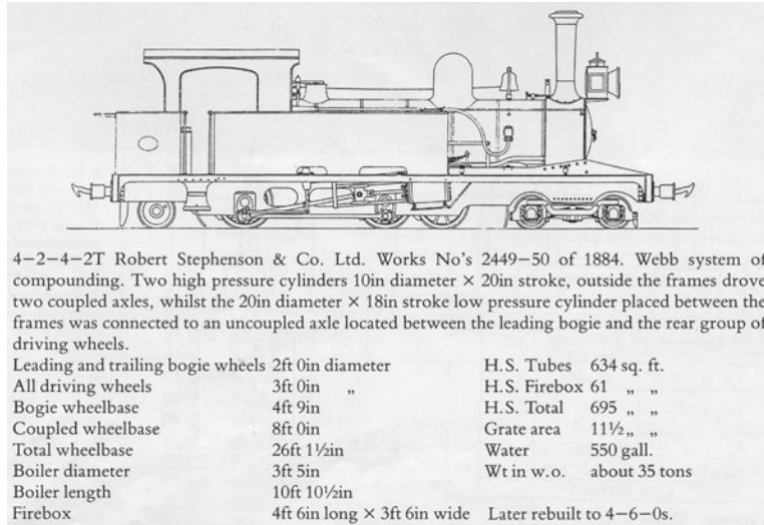 4–2–4–2T Robert Stephenson & Co. Ltd. Works No's 2449–50 of 1884. Webb system of
compounding. Two high pressure cylinders 10in diameter × 20in stroke, outside the frames drove
two coupled axles, whilst the 20in diameter × 18in stroke low pressure cylinder placed between the
frames was connected to an uncoupled axle located between the leading bogie and the rear group of
driving wheels.
Leading and trailing bogie wheels 2ft 0in diameter H.S. Tubes 634 sq. ft.
All driving wheels 3ft 0in „ H.S. Firebox 61 „ „
Bogie wheelbase 4ft 9in H.S. Total 695 „ „
Coupled wheelbase 8ft 0in Grate area 11½ „ „
Total wheelbase 26ft 1½in Water 550 gall.
Boiler diameter 3ft 5in Wt in w.o. about 35 tons
Boiler length 10ft 10½in
Firebox 4ft 6in long × 3ft 6in wide Later rebuilt to 4–6–0s.